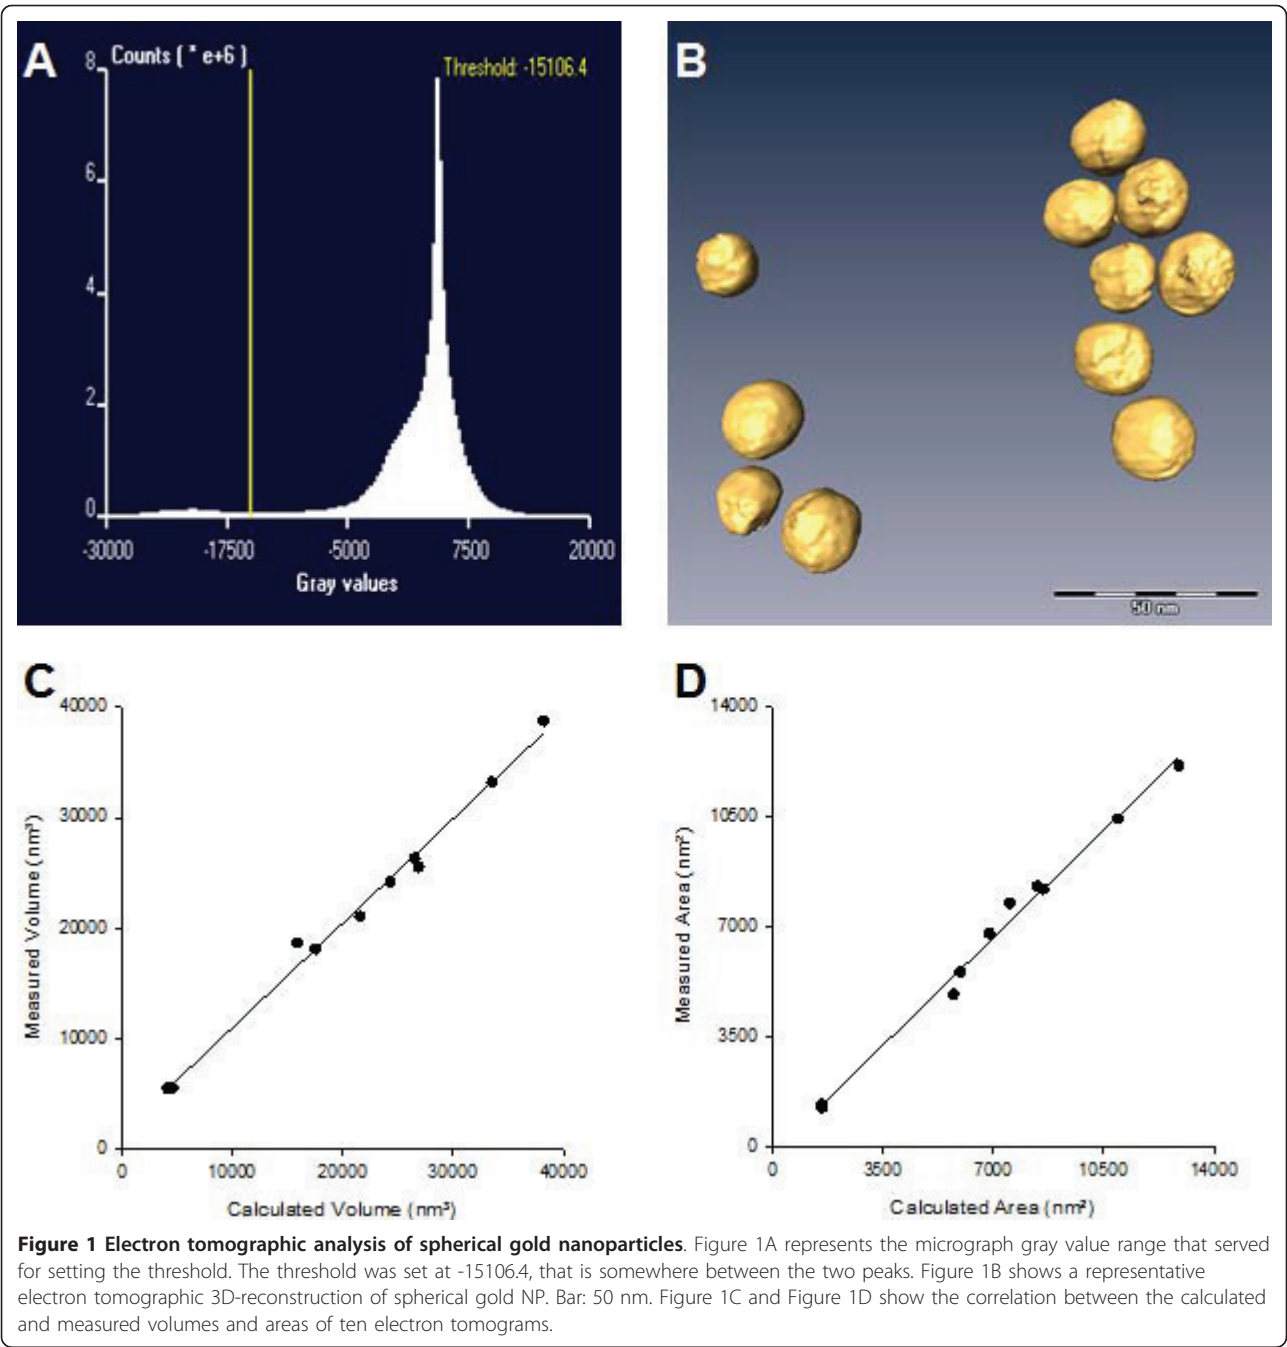 A
Counts ( * e+6 )
Threshold: -15106.4
8
6
4
2
0
-30000 -17500 -5000 7500 20000
Gray values
B
50 nm
C
40000
30000
20000
10000
0
Measured Volume (nm³)
0 10000 20000 30000 40000
Calculated Volume (nm³)
D
14000
10500
7000
3500
0
Measured Area (nm²)
0 3500 7000 10500 14000
Calculated Area (nm²)
Figure 1 Electron tomographic analysis of spherical gold nanoparticles. Figure 1A represents the micrograph gray value range that served
for setting the threshold. The threshold was set at -15106.4, that is somewhere between the two peaks. Figure 1B shows a representative
electron tomographic 3D-reconstruction of spherical gold NP. Bar: 50 nm. Figure 1C and Figure 1D show the correlation between the calculated
and measured volumes and areas of ten electron tomograms.